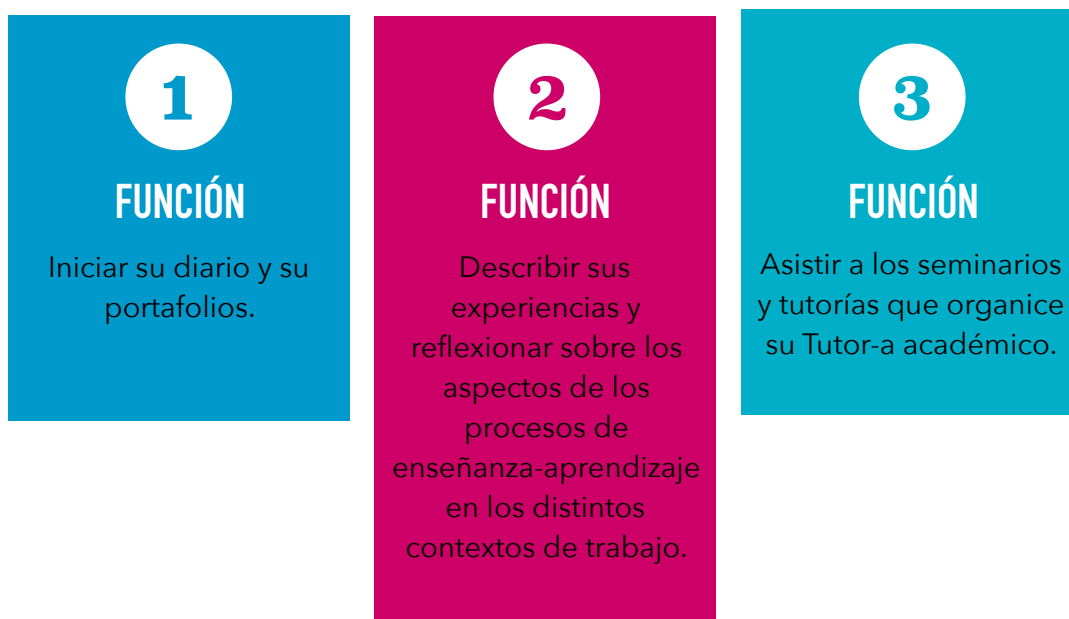 1
FUNCIÓN
Iniciar su diario y su
portafolios.
2
FUNCIÓN
Describir sus
experiencias y
reflexionar sobre los
aspectos de los
procesos de
enseñanza-aprendizaje
en los distintos
contextos de trabajo.
3
FUNCIÓN
Asistir a los seminarios
y tutorías que organice
su Tutor-a académico.